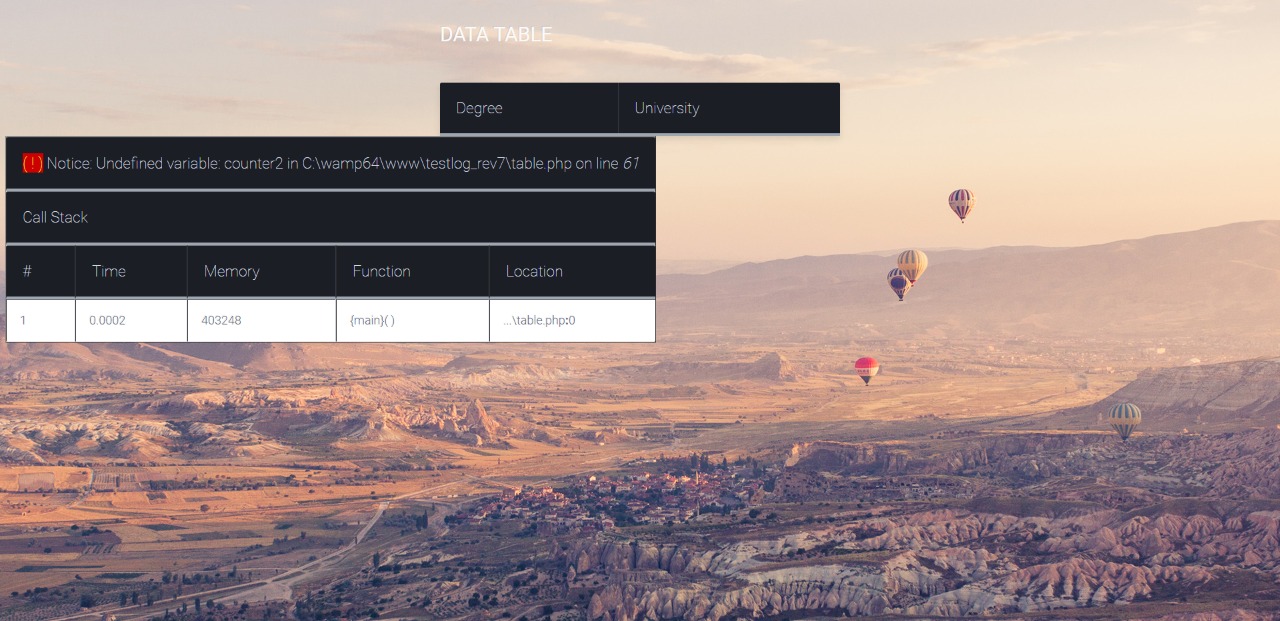 DATA TABLE
Degree University
( ! ) Notice: Undefined variable: counter2 in C:\wamp64\www\testlog_rev7\table.php on line 61
Call Stack
# Time Memory Function Location
1 0.0002 403248 {main}( ) ...\table.php:0